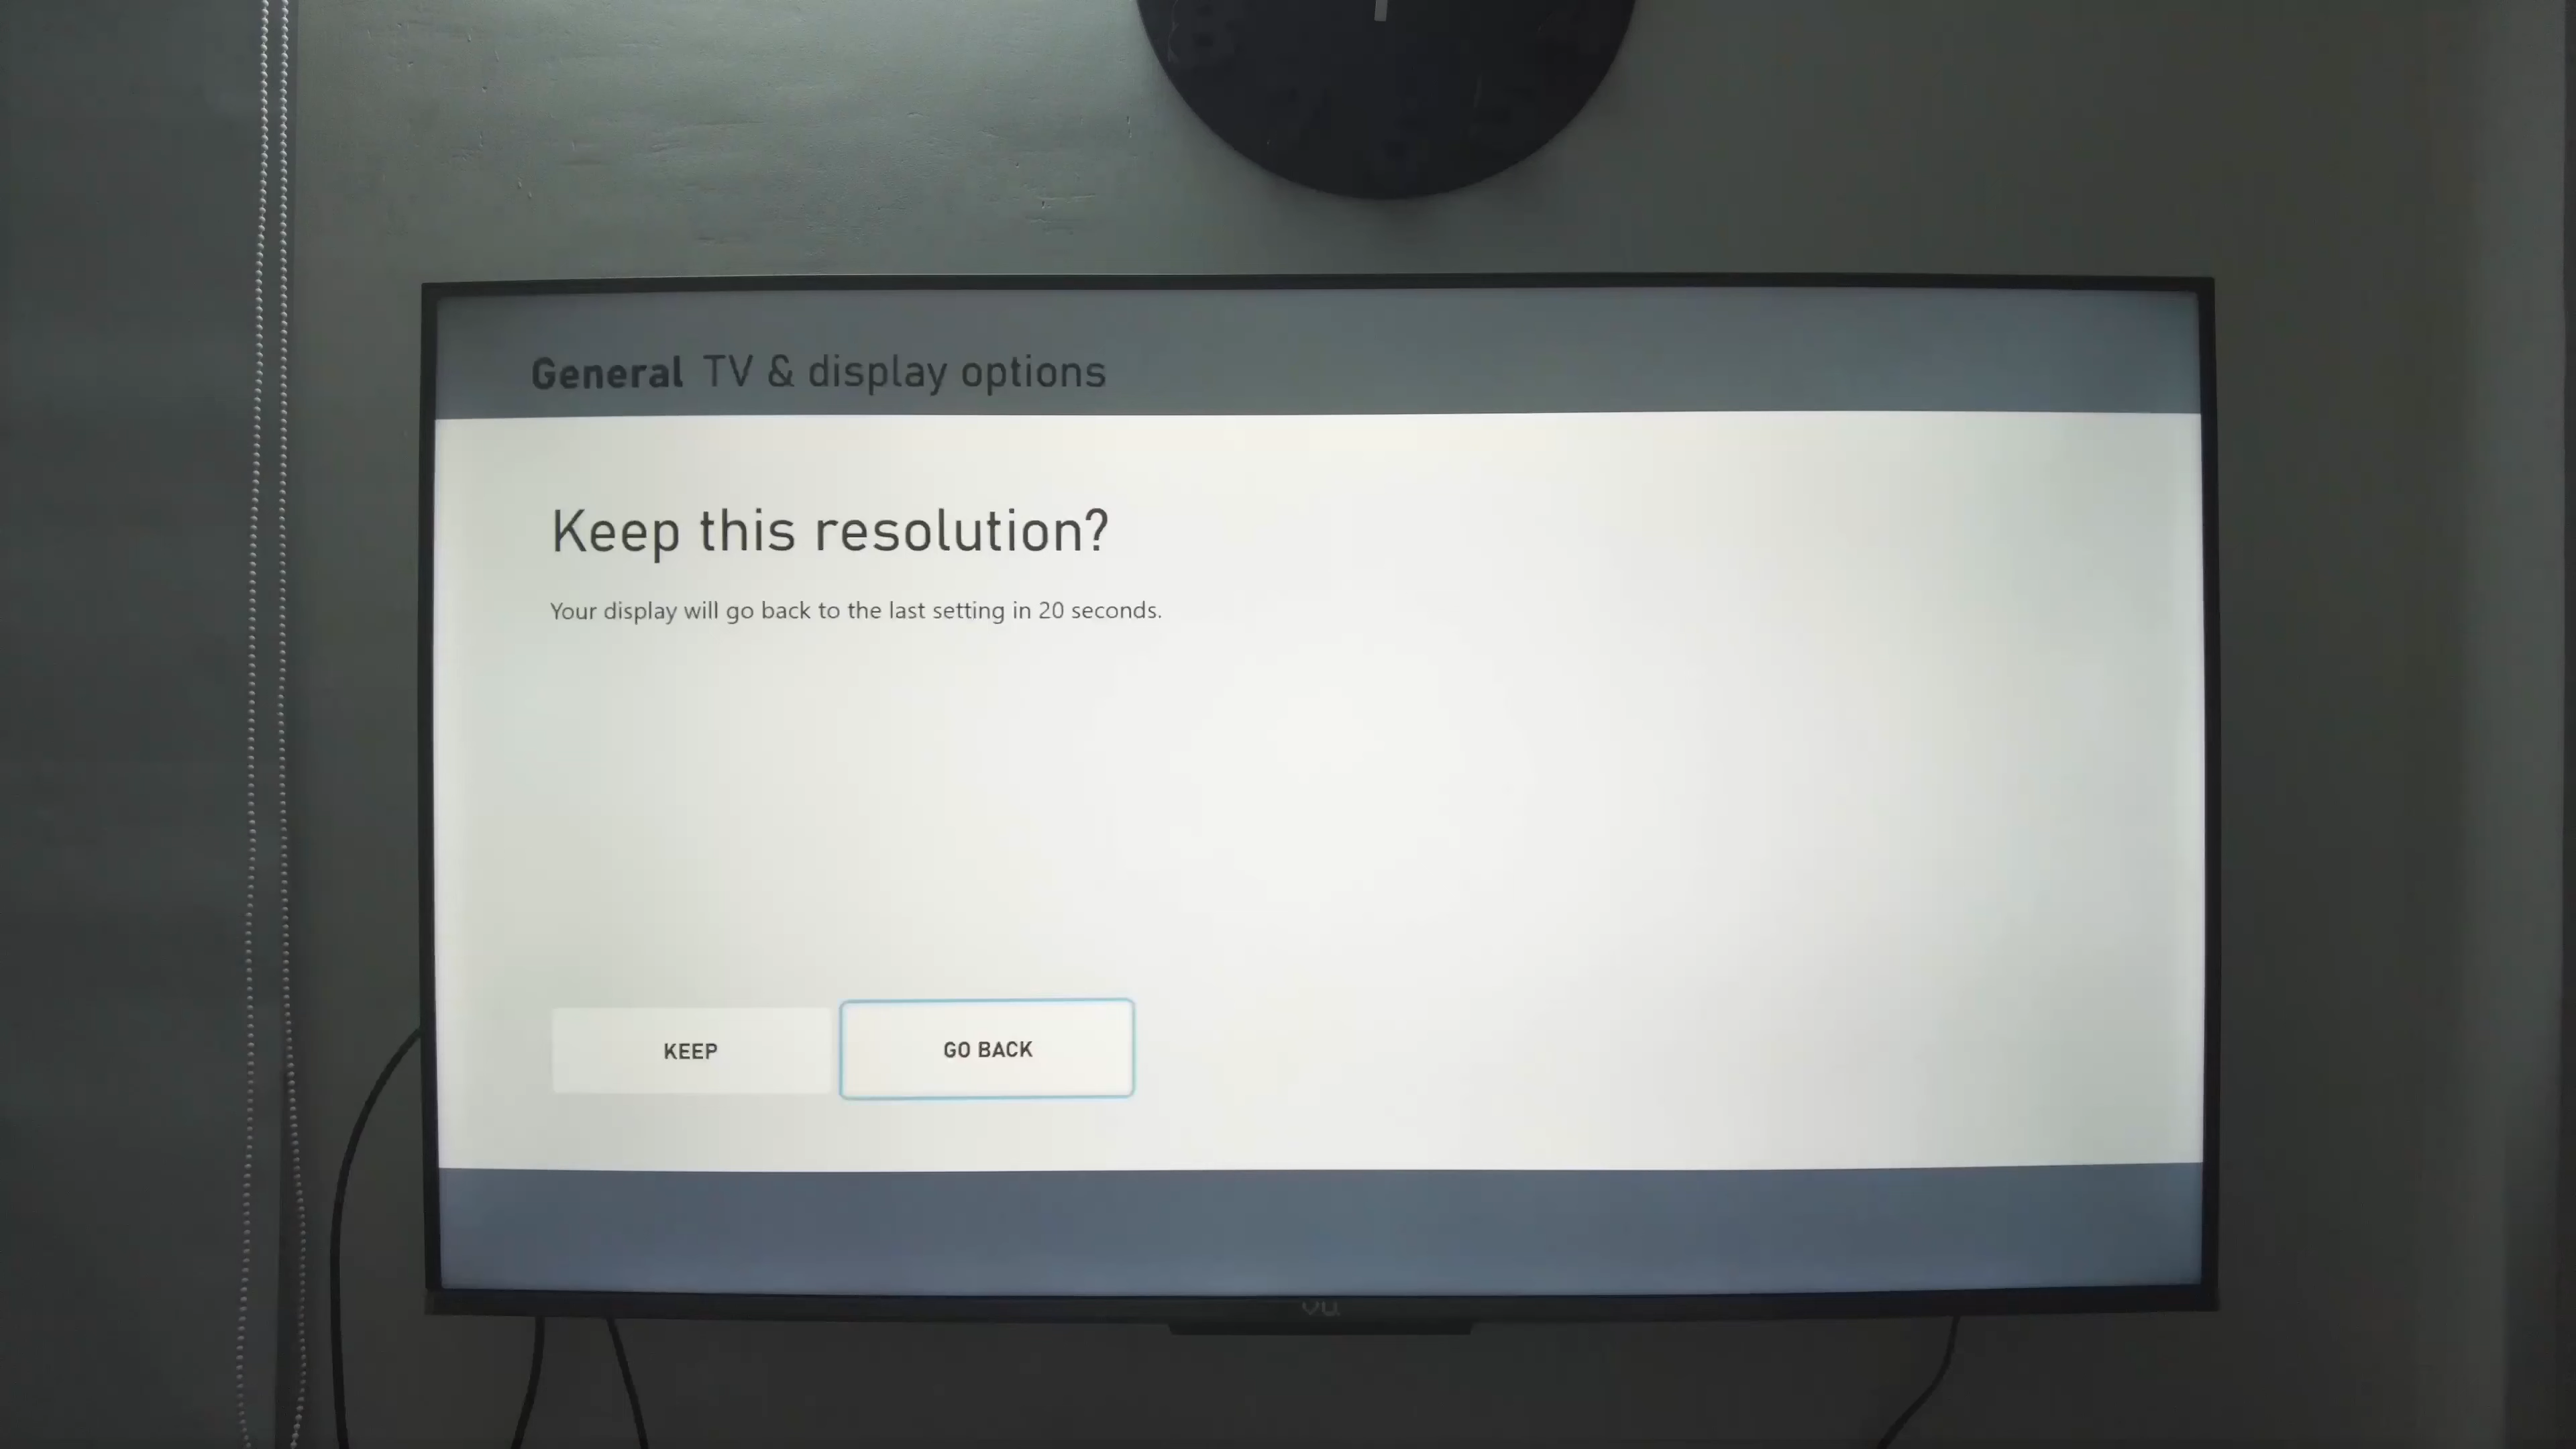 General TV & display options
Keep this resolution?
Your display will go back to the last setting in 20 seconds.
KEEP
GO BACK
vu